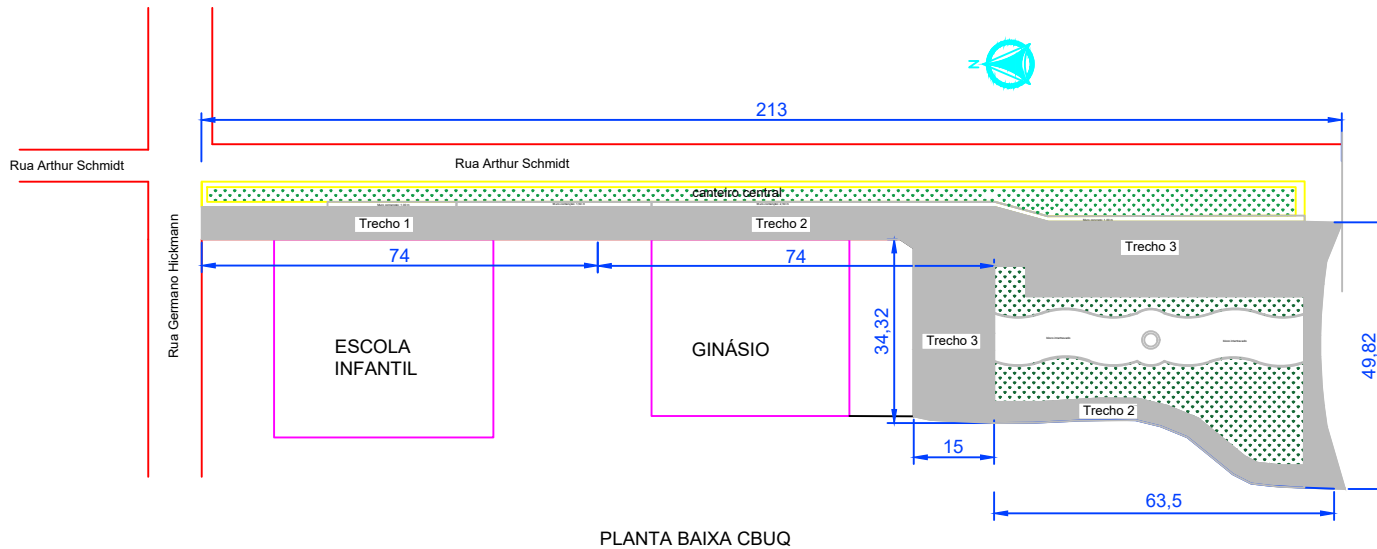 N
213
Rua Arthur Schmidt
Rua Arthur Schmidt
canteiro central
Trecho 1
Trecho 2
Trecho 3
Rua Germano Hickmann
74
74
34,32
49,82
ESCOLA
INFANTIL
GINÁSIO
Trecho 3
Trecho 2
15
63,5
PLANTA BAIXA CBUQ